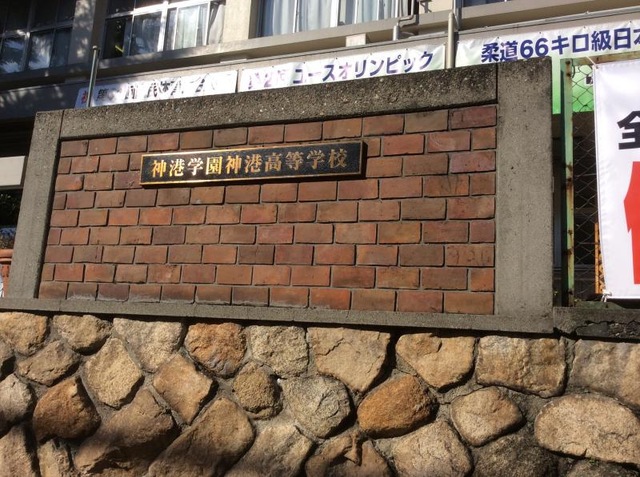 ユースオリンピック
柔道66キロ級日本
神港学園神港高等学校
全